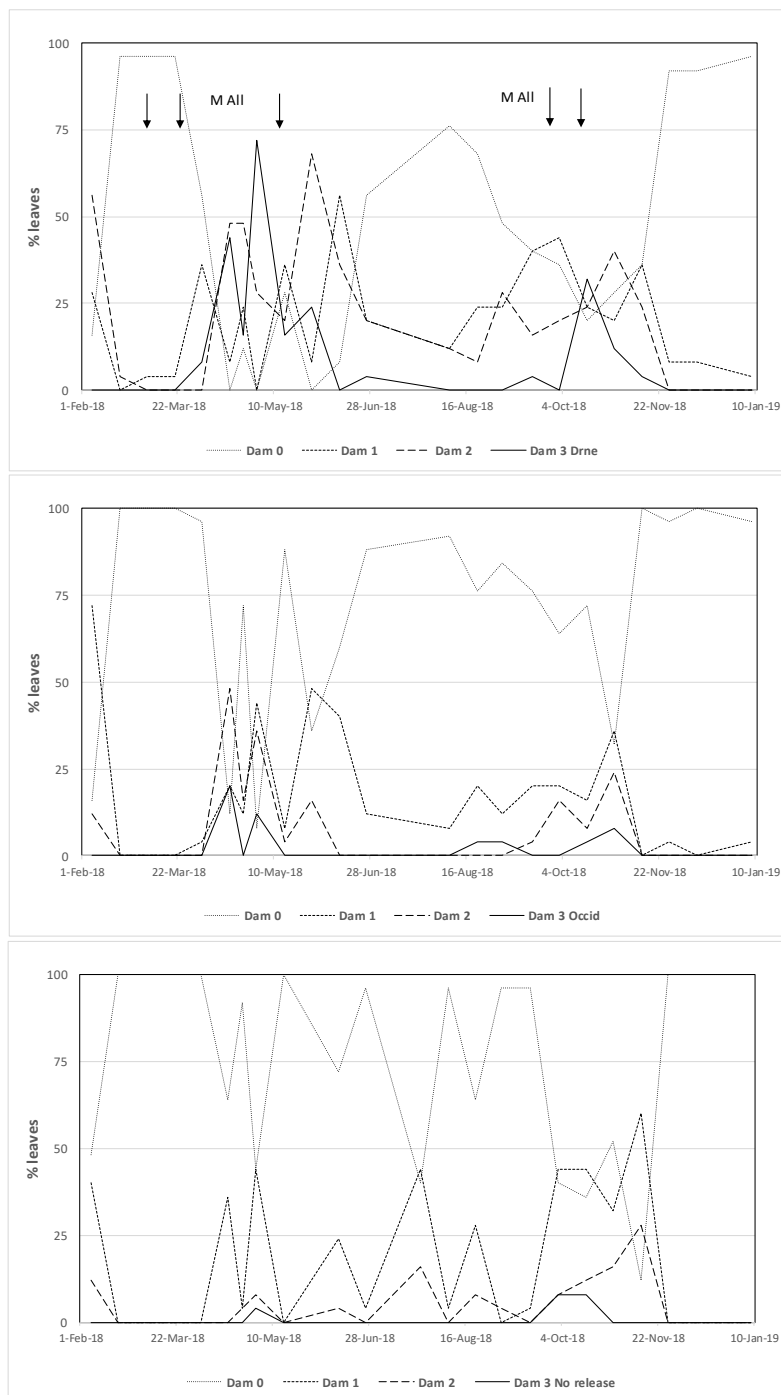 100
M All
M All
75
% leaves
50
25
0
1-Feb-18 22-Mar-18 10-May-18 28-Jun-18 16-Aug-18 4-Oct-18 22-Nov-18 10-Jan-19
Dam 0 Dam 1 Dam 2 Dam 3 Drne
100
75
% leaves
50
25
0
1-Feb-18 22-Mar-18 10-May-18 28-Jun-18 16-Aug-18 4-Oct-18 22-Nov-18 10-Jan-19
Dam 0 Dam 1 Dam 2 Dam 3 Occid
100
75
% leaves
50
25
0
1-Feb-18 22-Mar-18 10-May-18 28-Jun-18 16-Aug-18 4-Oct-18 22-Nov-18 10-Jan-19
Dam 0 Dam 1 Dam 2 Dam 3 No release